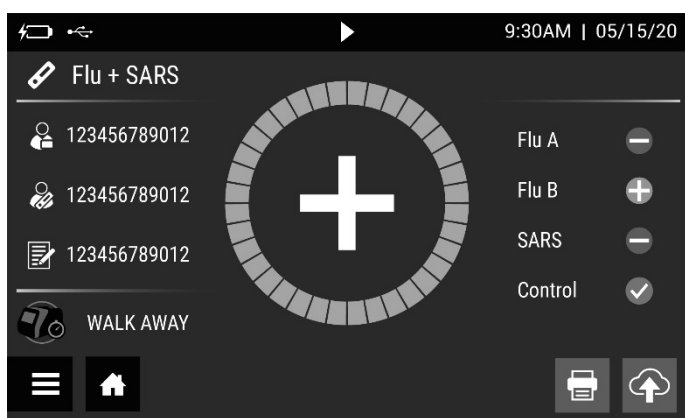 9:30AM | 05/15/20
Flu + SARS
123456789012
123456789012
123456789012
WALK AWAY
Flu A
Flu B
SARS
Control